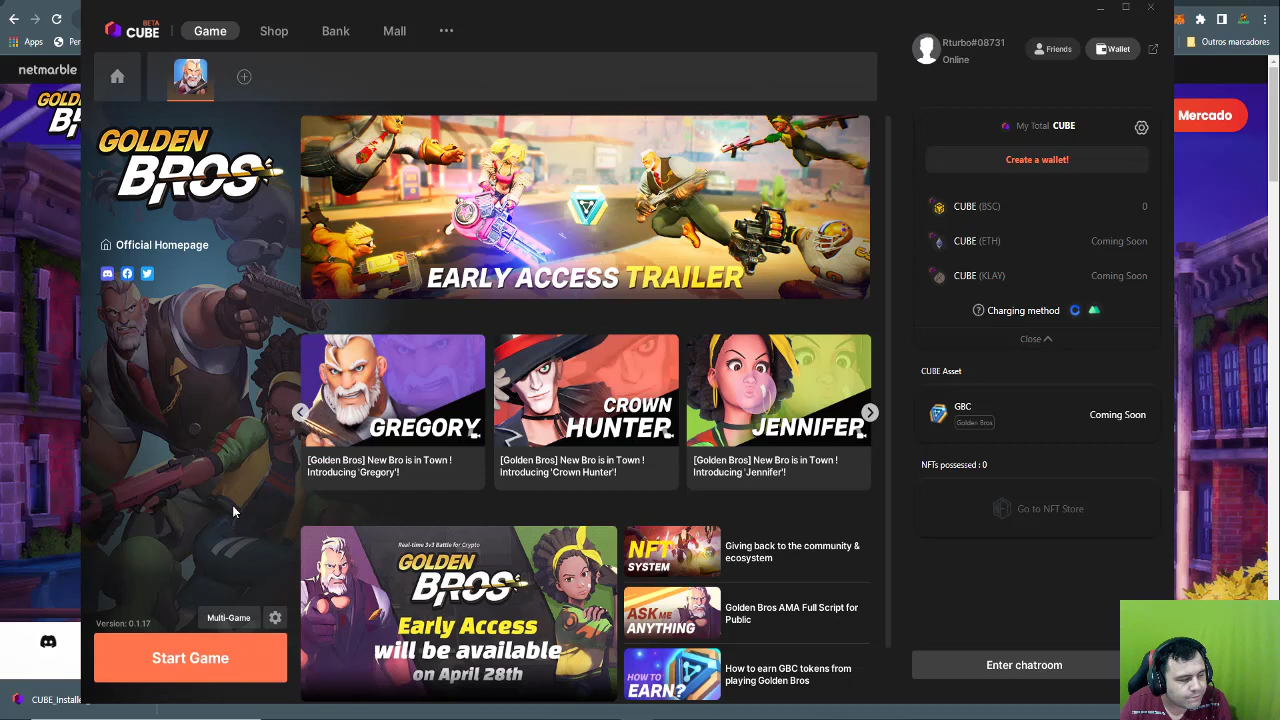 BETA
CUBE
Game
Shop
Bank
Mall
•••
Apps
Per
netmarble
GOLDEN
BROS
Official Homepage
Version: 0.1.17
Multi-Game
Start Game
EARLY ACCESS TRAILER
GREGORY
[Golden Bros] New Bro is in Town !
Introducing 'Gregory'!
CROWN
HUNTER
[Golden Bros] New Bro is in Town !
Introducing 'Crown Hunter'!
JENNIFER
[Golden Bros] New Bro is in Town !
Introducing 'Jennifer'!
Real-time 3v3 Battle for Crypto
GOLDEN
BROS
Early Access
will be available
on April 28th
NFT
SYSTEM
Giving back to the community &
ecosystem
ASK ME
ANYTHING
Golden Bros AMA Full Script for
Public
HOW TO
EARN?
How to earn GBC tokens from
playing Golden Bros
Rturbo#08731
Online
Friends
Wallet
My Total CUBE
Create a wallet!
CUBE (BSC)
0
CUBE (ETH)
Coming Soon
CUBE (KLAY)
Coming Soon
Charging method
Close
CUBE Asset
GBC
Golden Bros
Coming Soon
NFTs possessed : 0
Go to NFT Store
Enter chatroom
Outros marcadores
Mercado
CUBE_Installe